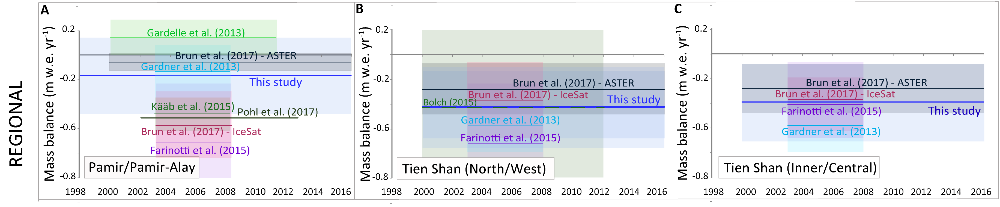 REGIONAL
A
Mass balance (m w.e. yr-1)
0.2
-0.2
-0.6
-0.8
Gardelle et al. (2013)
Brun et al. (2017) - ASTER
Gardner et al. (2013)
This study
Kääb et al. (2015)
Pohl et al. (2017)
Brun et al. (2017) - IceSat
Farinotti et al. (2015)
Pamir/Pamir-Alay
1998 2000 2002 2004 2006 2008 2010 2012 2014 2016
B
Mass balance (m w.e. yr-1)
0.2
-0.2
-0.6
-0.8
Brun et al. (2017) - ASTER
Brun et al. (2017) - IceSat
Bolch (2015)
This study
Gardner et al. (2013)
Farinotti et al. (2015)
Tien Shan (North/West)
1998 2000 2002 2004 2006 2008 2010 2012 2014 2016
C
Mass balance (m w.e. yr-1)
0.2
-0.2
-0.6
-0.8
Brun et al. (2017) - ASTER
Brun et al. (2017) - IceSat
Farinotti et al. (2015)
This study
Gardner et al. (2013)
Tien Shan (Inner/Central)
1998 2000 2002 2004 2006 2008 2010 2012 2014 2016